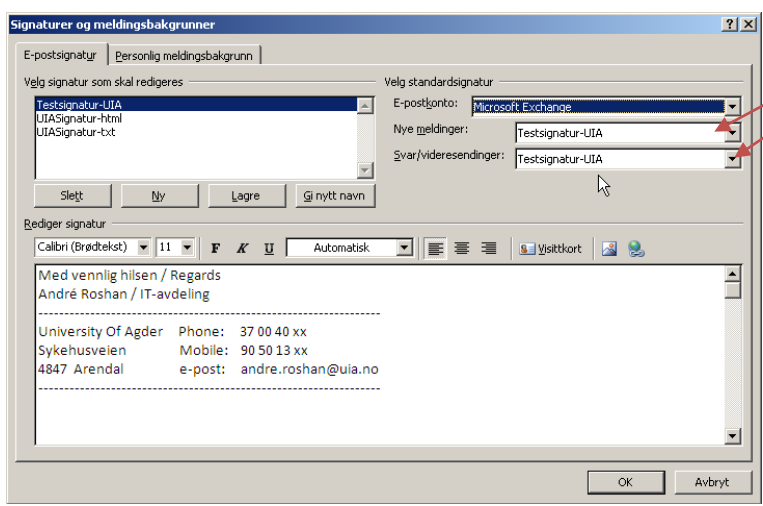 Signaturer og meldingsbakgrunner
E-postsignatur
Personlig meldingsbakgrunn
Velg signatur som skal redigeres
Testsignatur-UIA
UIASignatur-html
UIASignatur-txt
Slett
Ny
Lagre
Gi nytt navn
Velg standardsignatur
E-postkonto: Microsoft Exchange
Nye meldinger: Testsignatur-UIA
Svar/videresendinger: Testsignatur-UIA
Rediger signatur
Calibri (Brødtekst) 11 F K U Automatisk Visittkort
Med vennlig hilsen / Regards
André Roshan / IT-avdeling
------------------------------------------------------------
University Of Agder Phone: 37 00 40 xx
Sykehusveien Mobile: 90 50 13 xx
4847 Arendal e-post: andre.roshan@uia.no
------------------------------------------------------------
OK Avbryt